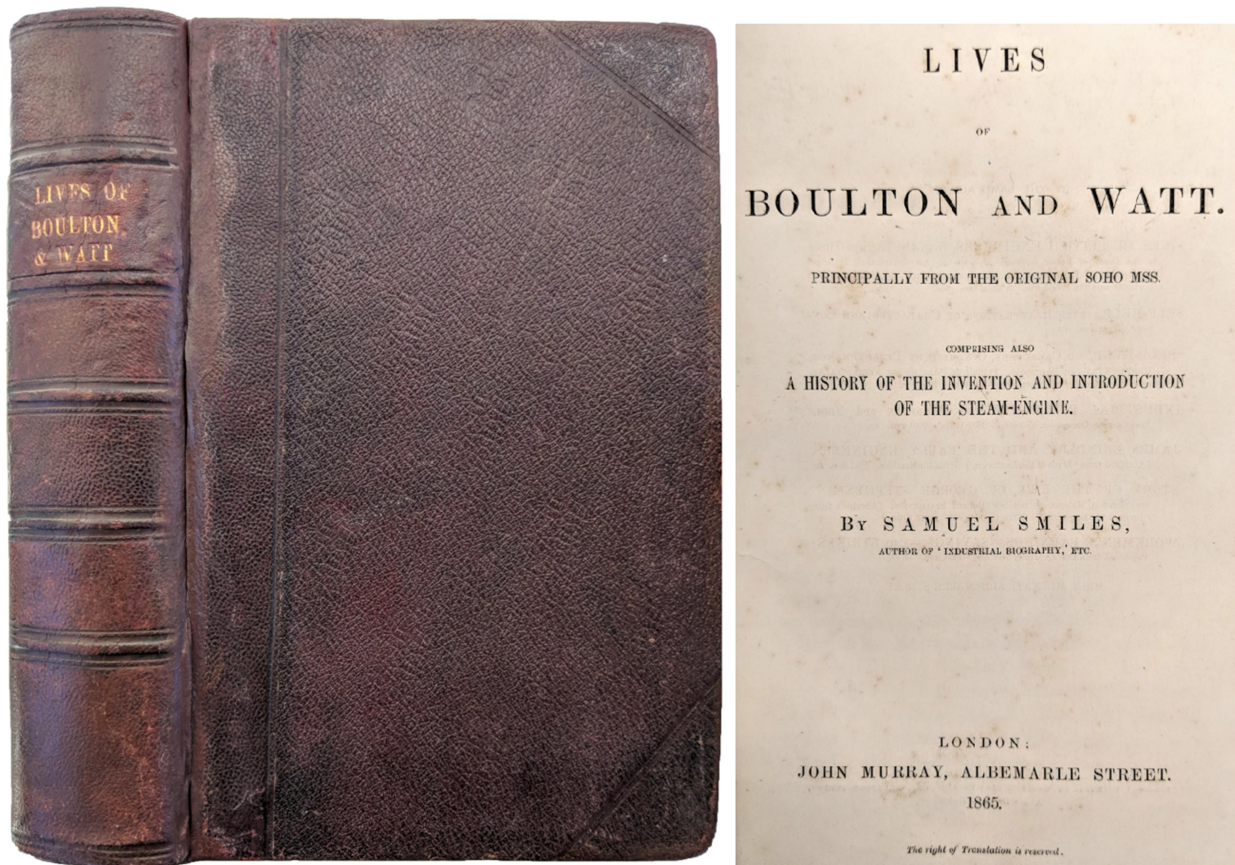 LIVES OF
BOULTON
& WATT
LIVES
OF
BOULTON AND WATT.
PRINCIPALLY FROM THE ORIGINAL SOHO MSS.
COMPRISING ALSO
A HISTORY OF THE INVENTION AND INTRODUCTION
OF THE STEAM-ENGINE.
BY SAMUEL SMILES,
AUTHOR OF 'INDUSTRIAL BIOGRAPHY,' ETC.
LONDON:
JOHN MURRAY, ALBEMARLE STREET.
1865.
The right of Translation is reserved.